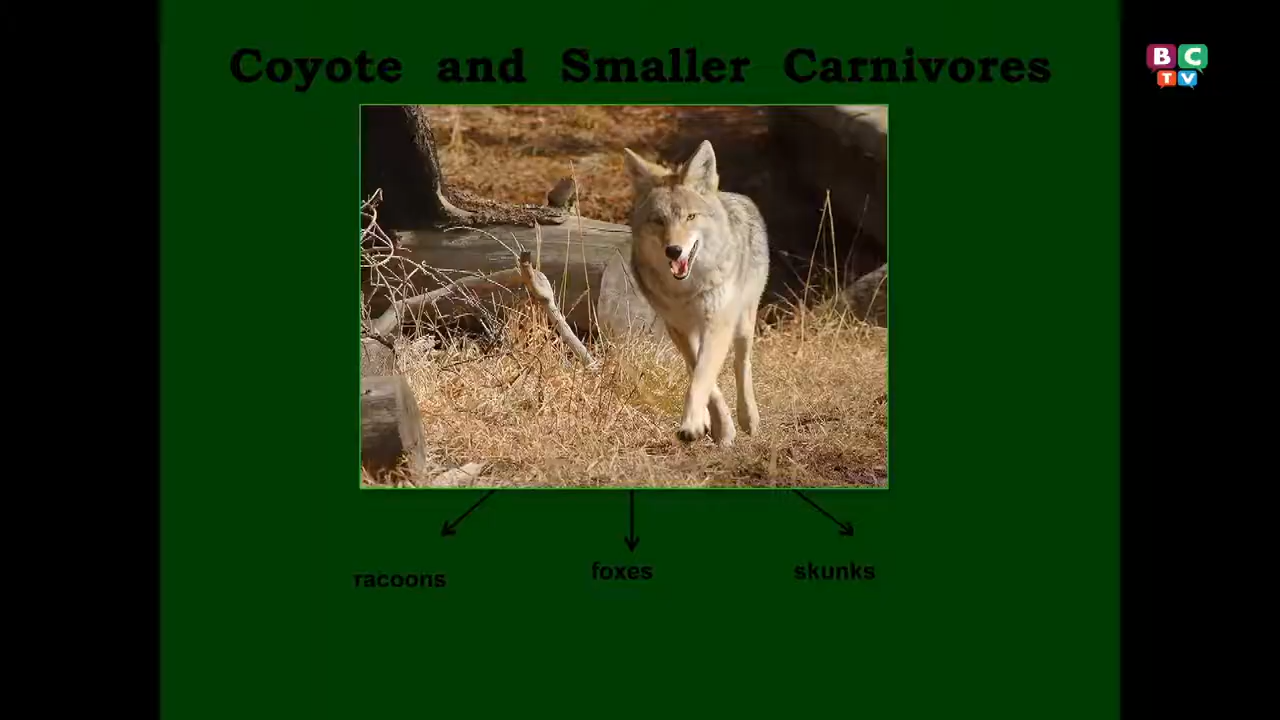 Coyote and Smaller Carnivores
BC
TV
racoons
foxes
skunks